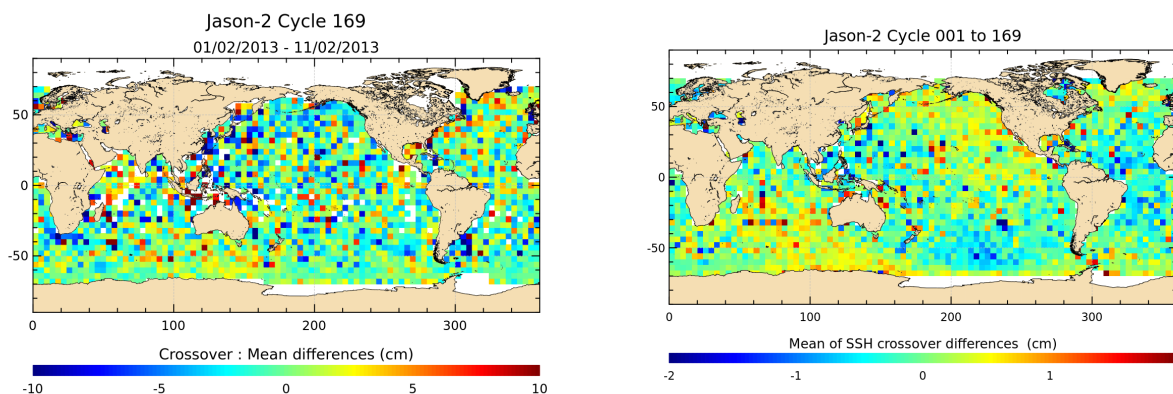 Jason-2 Cycle 169
01/02/2013 - 11/02/2013
50
0
-50
0 100 200 300
Crossover : Mean differences (cm)
-10 -5 0 5 10
Jason-2 Cycle 001 to 169
50
0
-50
0 100 200 300
Mean of SSH crossover differences (cm)
-2 -1 0 1